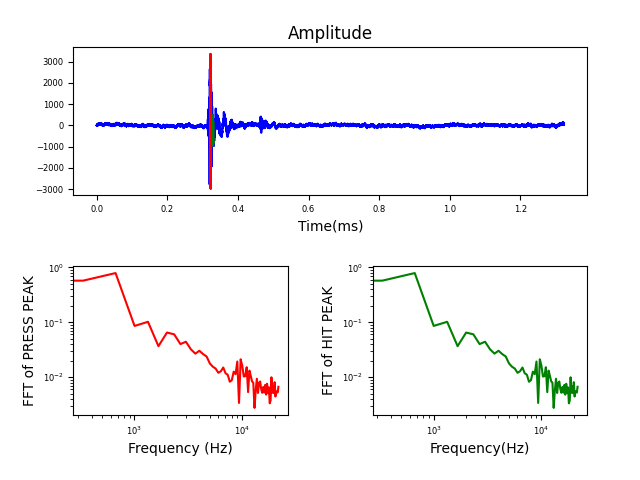 Amplitude
3000
2000
1000
0
−1000
−2000
−3000
0.0 0.2 0.4 0.6 0.8 1.0 1.2
Time(ms)
FFT of PRESS PEAK
10⁰
10⁻¹
10⁻²
10³ 10⁴
Frequency (Hz)
FFT of HIT PEAK
10⁰
10⁻¹
10⁻²
10³ 10⁴
Frequency(Hz)